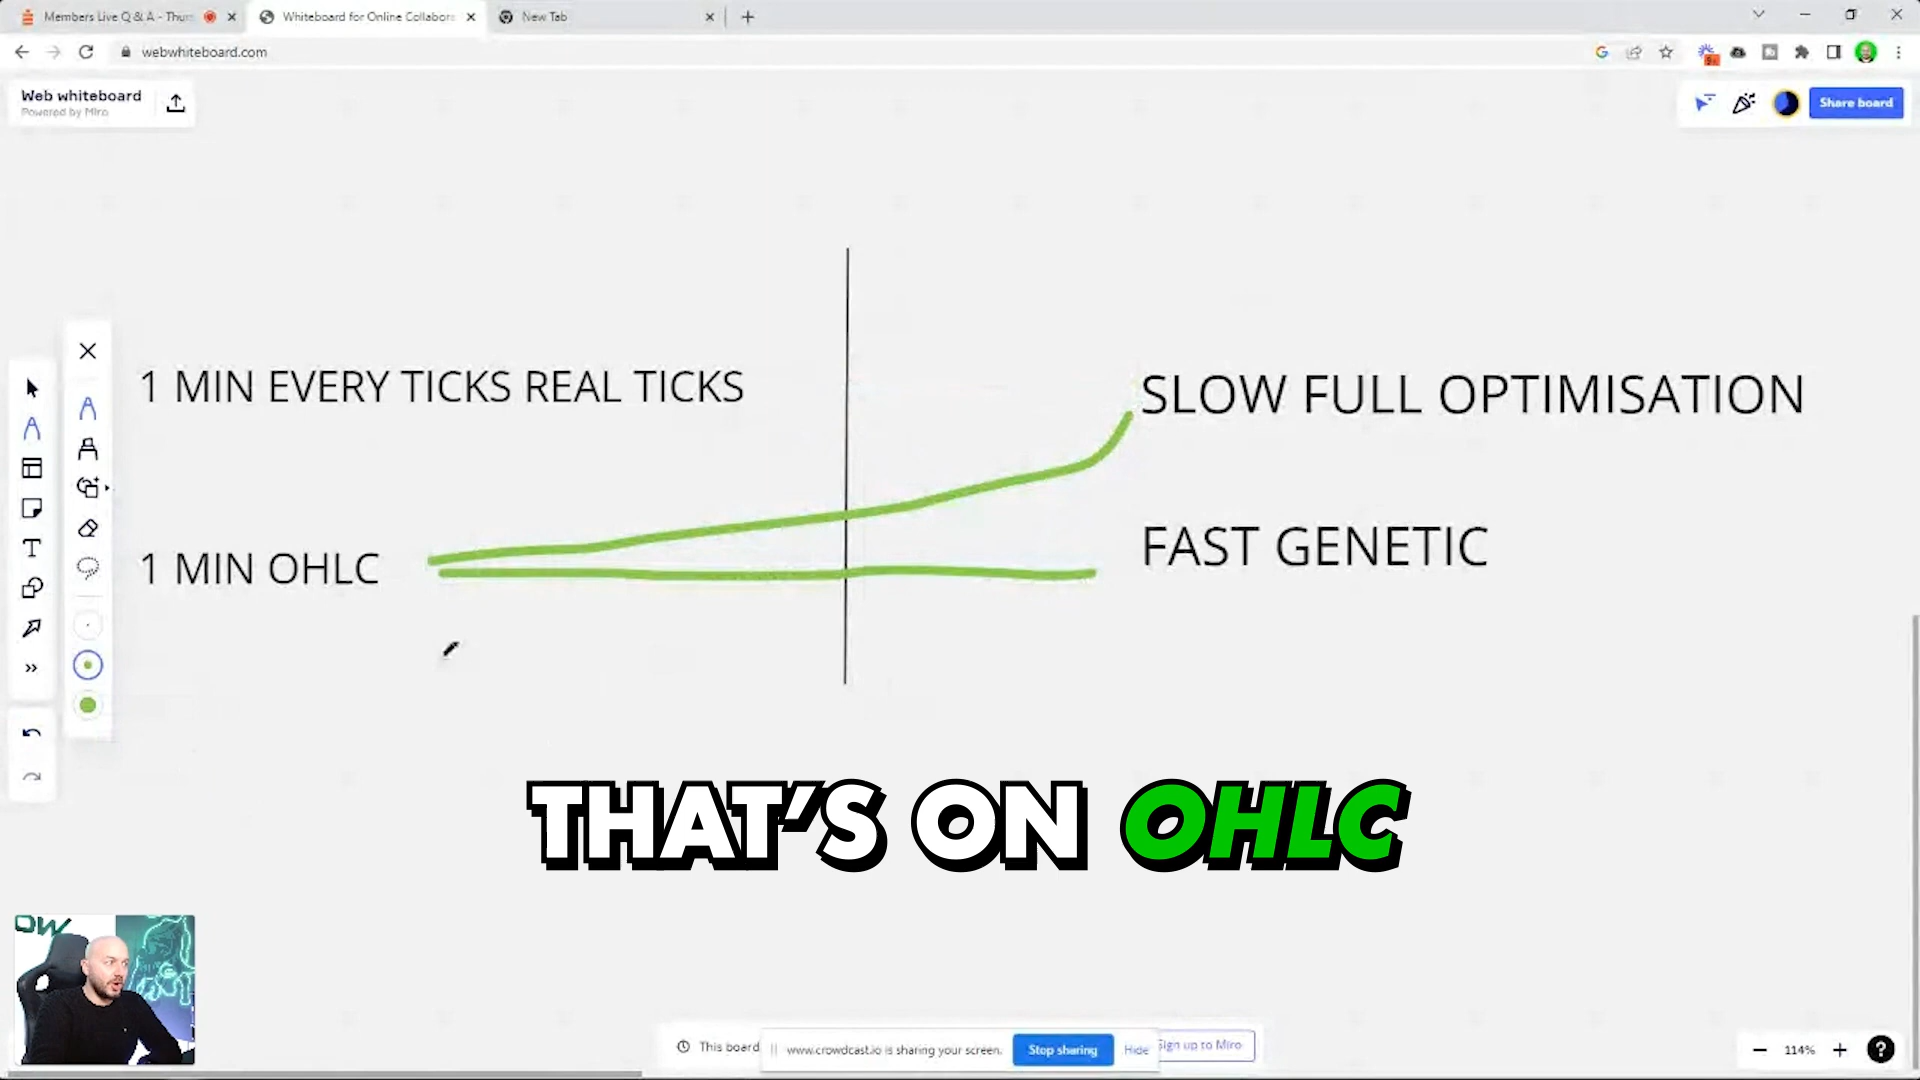 Members Live Q & A - Thur
Whiteboard for Online Collabora
New Tab
webwhiteboard.com
Web whiteboard
Powered by Miro
Share board
1 MIN EVERY TICKS REAL TICKS
SLOW FULL OPTIMISATION
FAST GENETIC
1 MIN OHLC
THAT'S ON OHLC
This board
www.crowdcast.io is sharing your screen.
Stop sharing
Hide
Sign up to Miro
114%